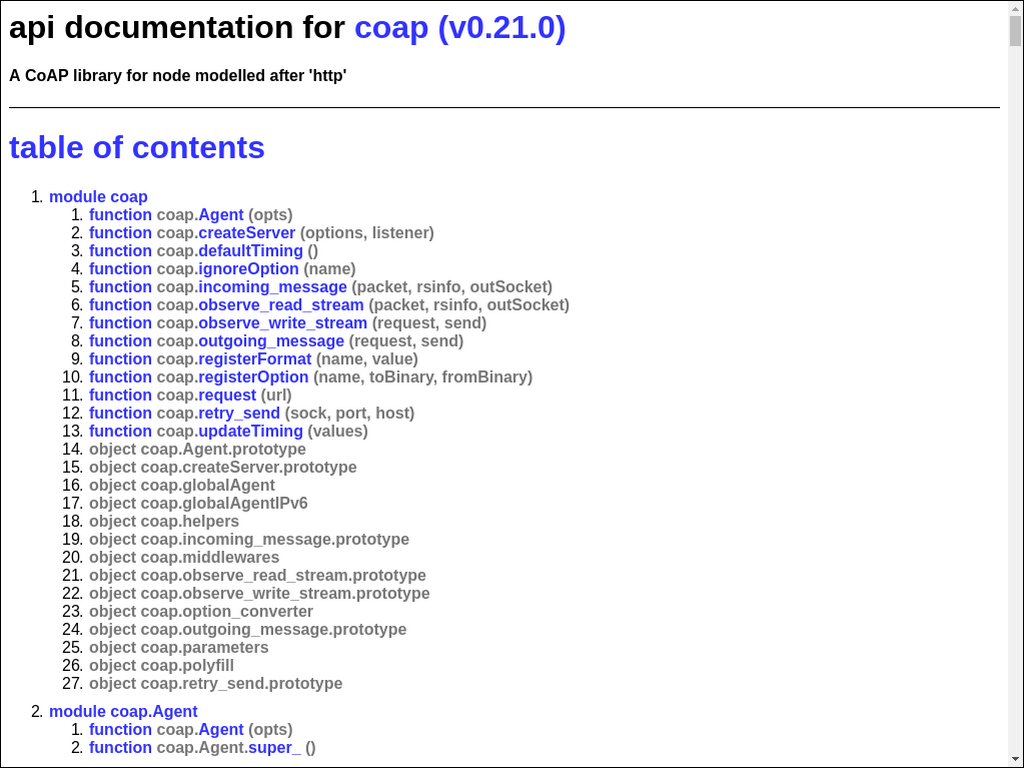 api documentation for coap (v0.21.0)
A CoAP library for node modelled after 'http'
table of contents
1. module coap
1. function coap.Agent (opts)
2. function coap.createServer (options, listener)
3. function coap.defaultTiming ()
4. function coap.ignoreOption (name)
5. function coap.incoming_message (packet, rsinfo, outSocket)
6. function coap.observe_read_stream (packet, rsinfo, outSocket)
7. function coap.observe_write_stream (request, send)
8. function coap.outgoing_message (request, send)
9. function coap.registerFormat (name, value)
10. function coap.registerOption (name, toBinary, fromBinary)
11. function coap.request (url)
12. function coap.retry_send (sock, port, host)
13. function coap.updateTiming (values)
14. object coap.Agent.prototype
15. object coap.createServer.prototype
16. object coap.globalAgent
17. object coap.globalAgentIPv6
18. object coap.helpers
19. object coap.incoming_message.prototype
20. object coap.middlewares
21. object coap.observe_read_stream.prototype
22. object coap.observe_write_stream.prototype
23. object coap.option_converter
24. object coap.outgoing_message.prototype
25. object coap.parameters
26. object coap.polyfill
27. object coap.retry_send.prototype
2. module coap.Agent
1. function coap.Agent (opts)
2. function coap.Agent.super_ ()